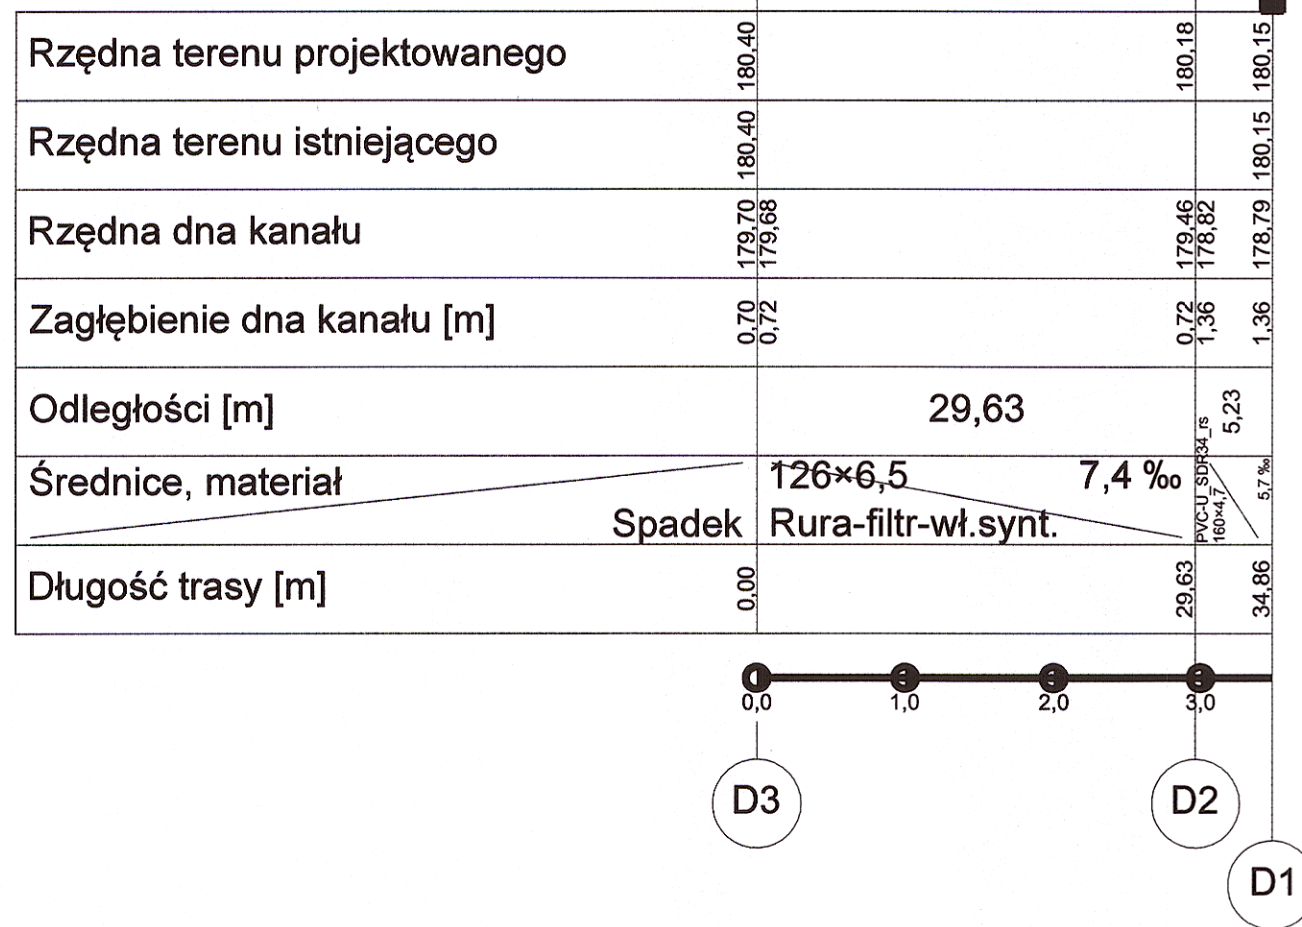 Rzędna terenu projektowanego 180,40 180,18 180,15
Rzędna terenu istniejącego 180,40 180,15
Rzędna dna kanału 179,70 179,68 179,46 178,82 178,79
Zagłębienie dna kanału [m] 0,70 0,72 0,72 1,36 1,36
Odległości [m] 29,63 5,23
Średnice, materiał 126×6,5 7,4 ‰ PVC-U_SDR34_rs 5,7 ‰
160×4,7
Spadek Rura-filtr-wł.synt.
Długość trasy [m] 0,00 29,63 34,86
0,0 1,0 2,0 3,0
D3 D2
D1